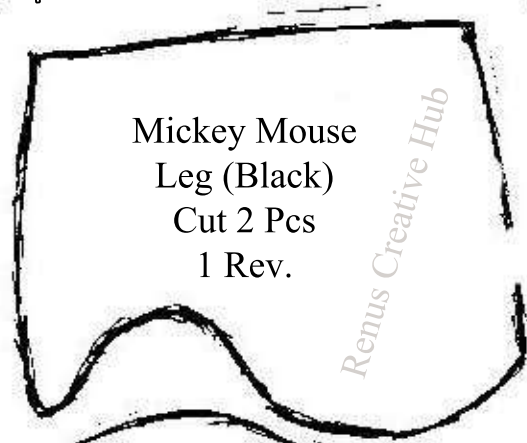 Mickey Mouse
Leg (Black)
Cut 2 Pcs
1 Rev.
Renus Creative Hub